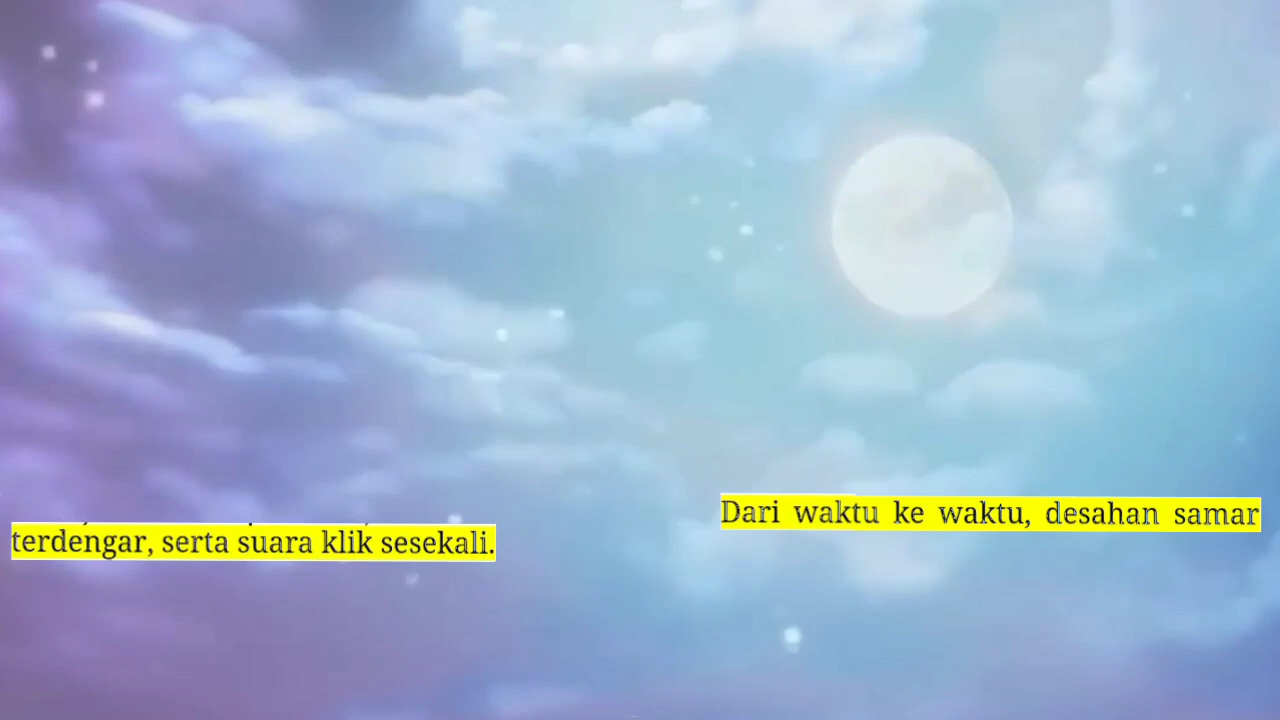 Dari waktu ke waktu, desahan samar
terdengar, serta suara klik sesekali.